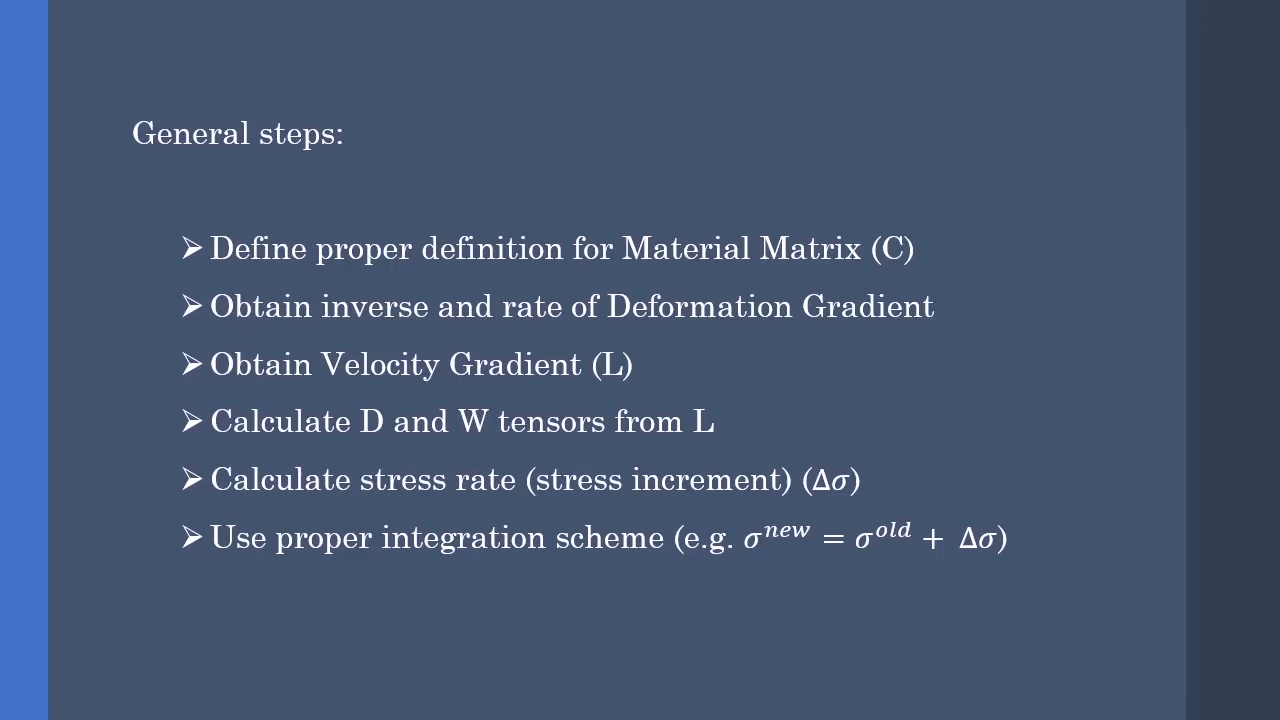 General steps:
➢ Define proper definition for Material Matrix (C)
➢ Obtain inverse and rate of Deformation Gradient
➢ Obtain Velocity Gradient (L)
➢ Calculate D and W tensors from L
➢ Calculate stress rate (stress increment) (Δσ)
➢ Use proper integration scheme (e.g. σ^new = σ^old + Δσ)